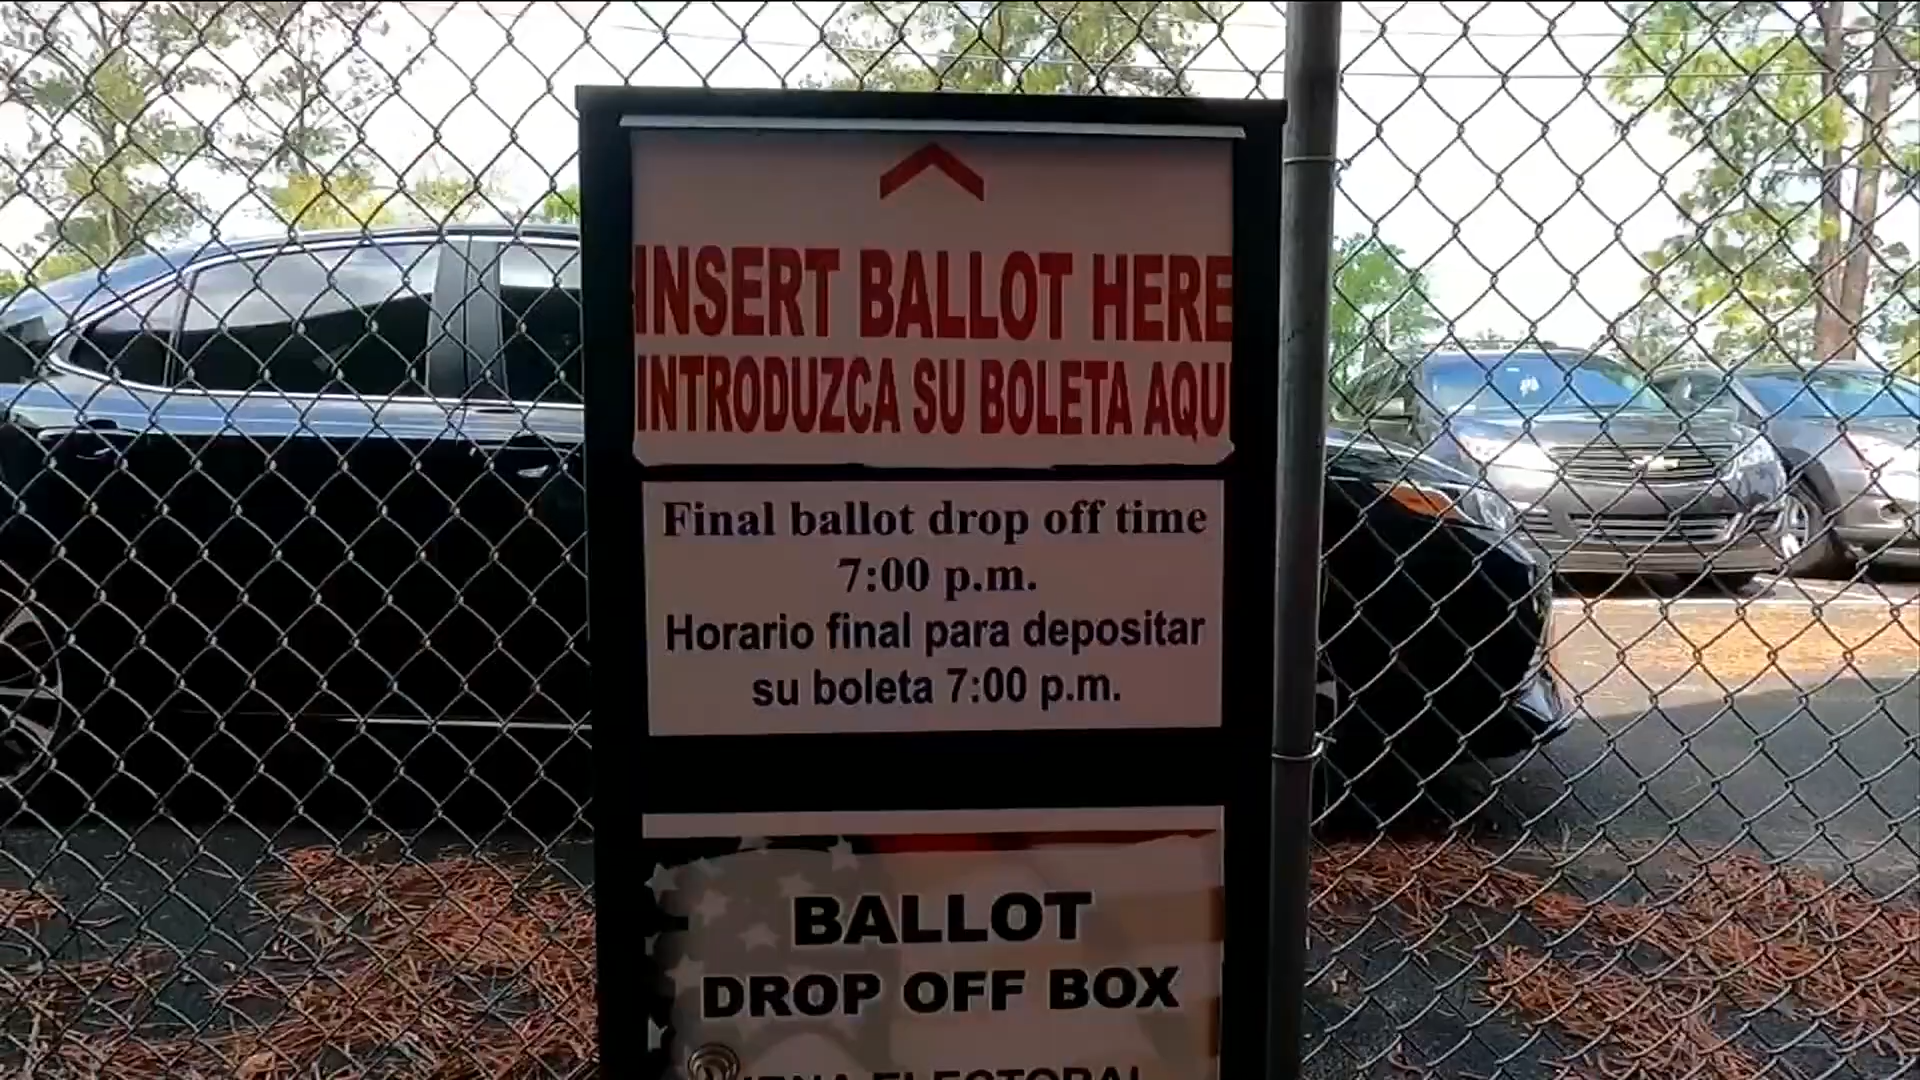 INSERT BALLOT HERE
INTRODUZCA SU BOLETA AQU
Final ballot drop off time
7:00 p.m.
Horario final para depositar
su boleta 7:00 p.m.
BALLOT
DROP OFF BOX
ELECTORAL